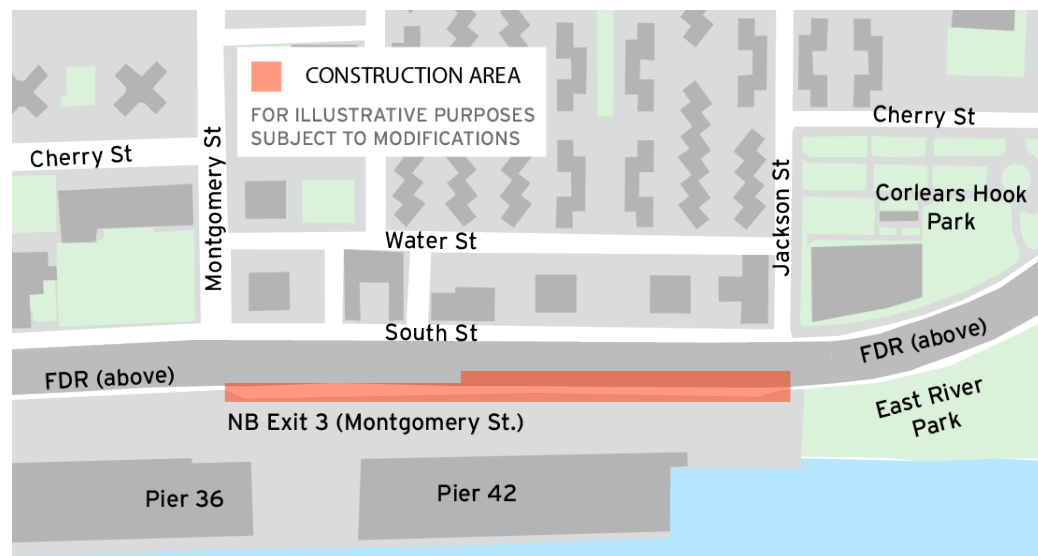 CONSTRUCTION AREA
FOR ILLUSTRATIVE PURPOSES
SUBJECT TO MODIFICATIONS
Cherry St
Cherry St
Montgomery St
Jackson St
Corlears Hook
Park
Water St
South St
FDR (above)
FDR (above)
East River
Park
NB Exit 3 (Montgomery St.)
Pier 36
Pier 42